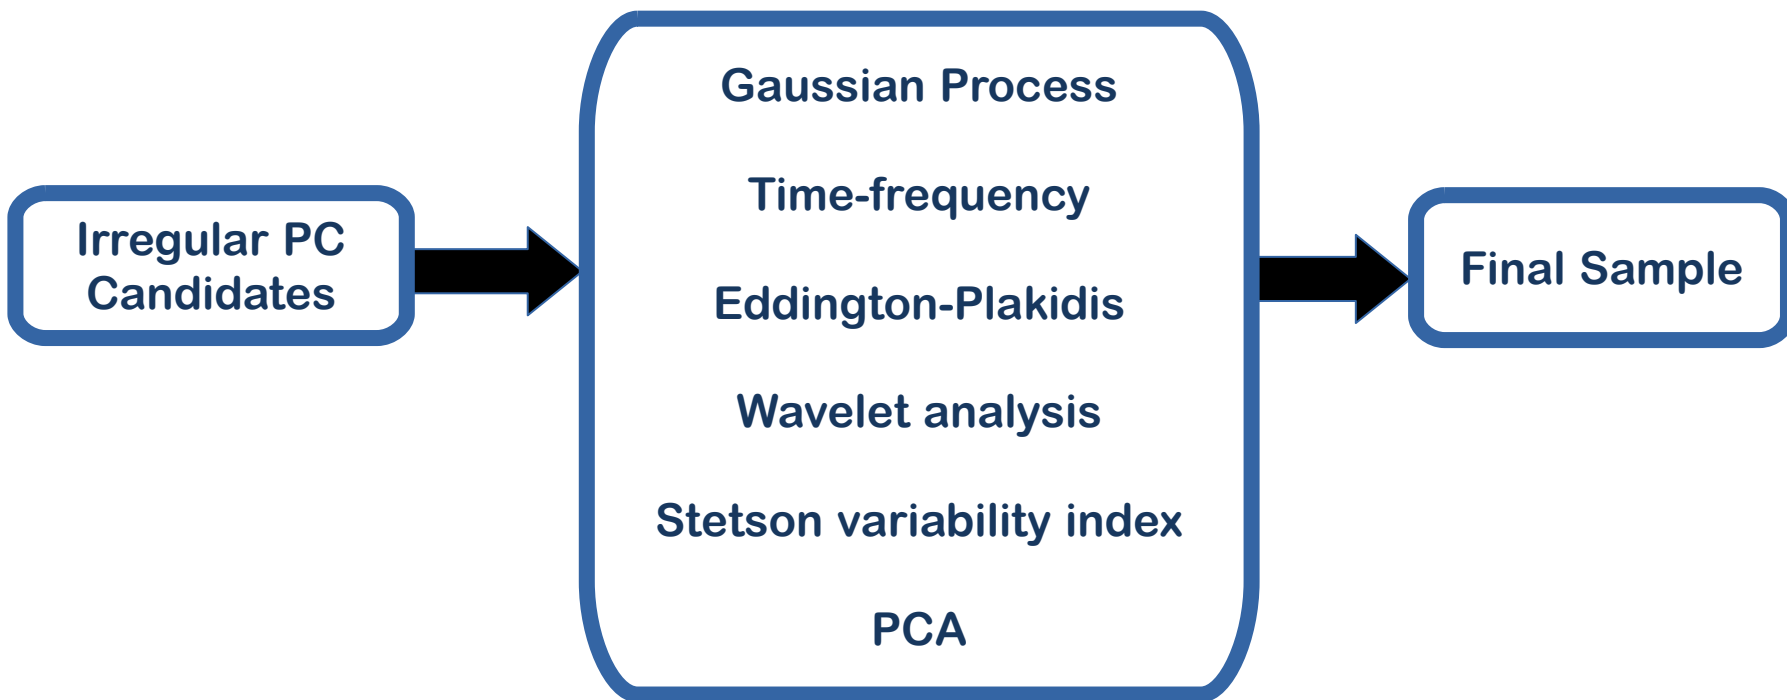 Irregular PC
Candidates
Gaussian Process
Time-frequency
Eddington-Plakidis
Wavelet analysis
Stetson variability index
PCA
Final Sample